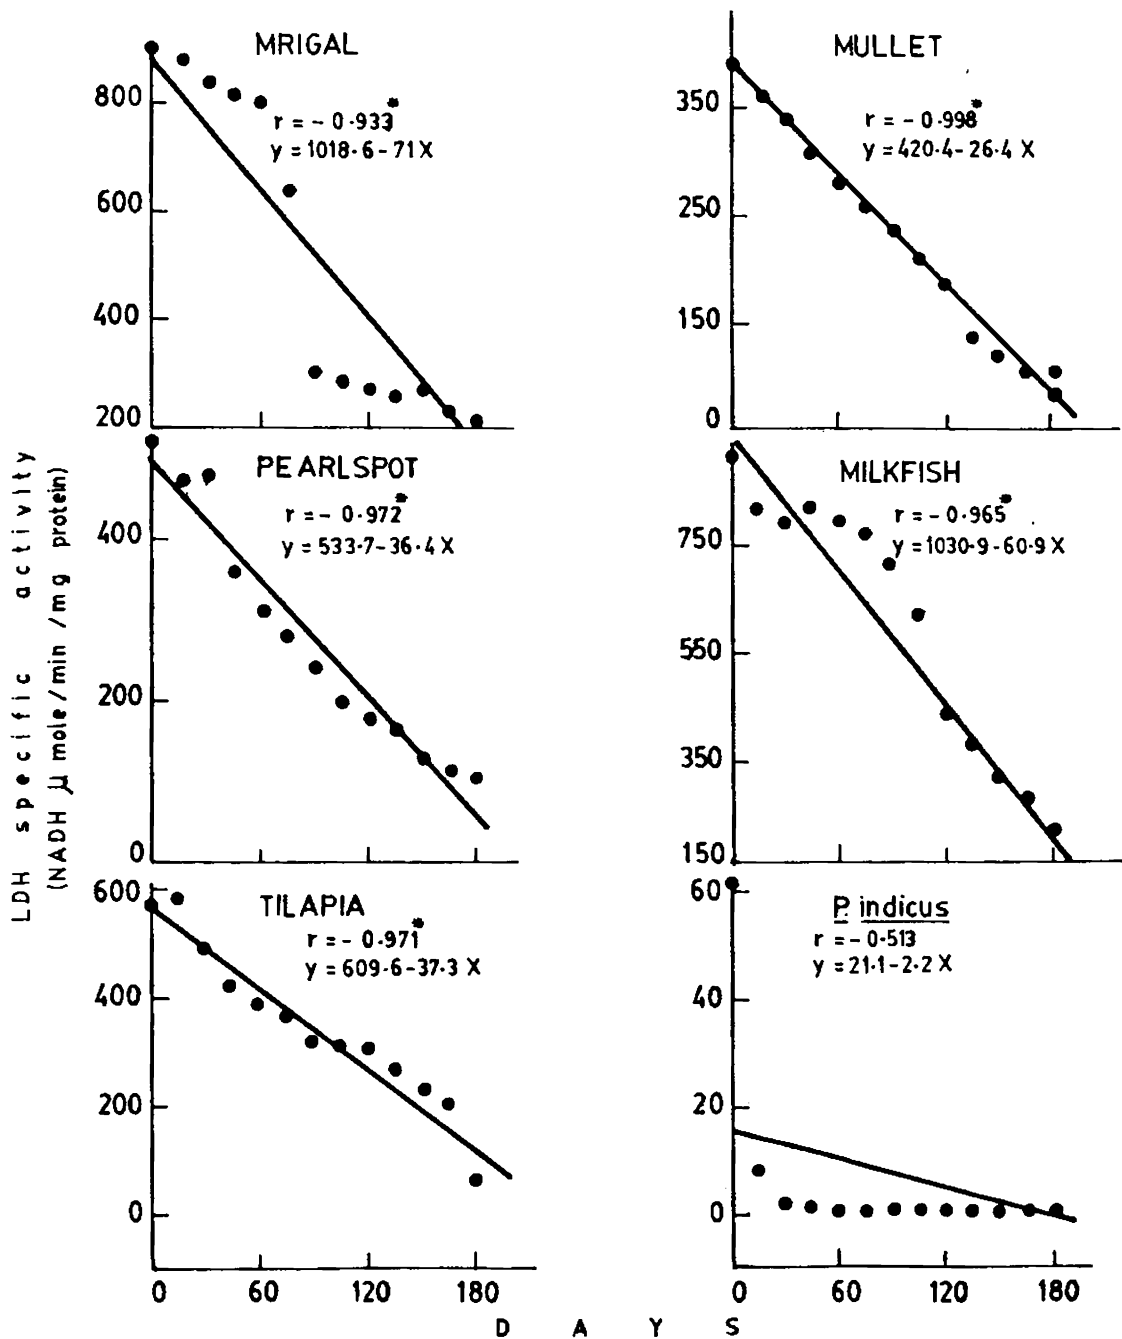 MRIGAL
r = - 0.933*
y = 1018.6 - 71 X
800
600
400
200
MULLET
r = - 0.998*
y = 420.4 - 26.4 X
350
250
150
0
PEARLSPOT
r = - 0.972*
y = 533.7 - 36.4 X
400
200
0
MILKFISH
r = - 0.965*
y = 1030.9 - 60.9 X
750
550
350
150
TILAPIA
r = - 0.971*
y = 609.6 - 37.3 X
600
400
200
0
0 60 120 180
P. indicus
r = - 0.513
y = 21.1 - 2.2 X
60
40
20
0
0 60 120 180
LDH specific activity
(NADH µ mole/min/mg protein)
DAYS